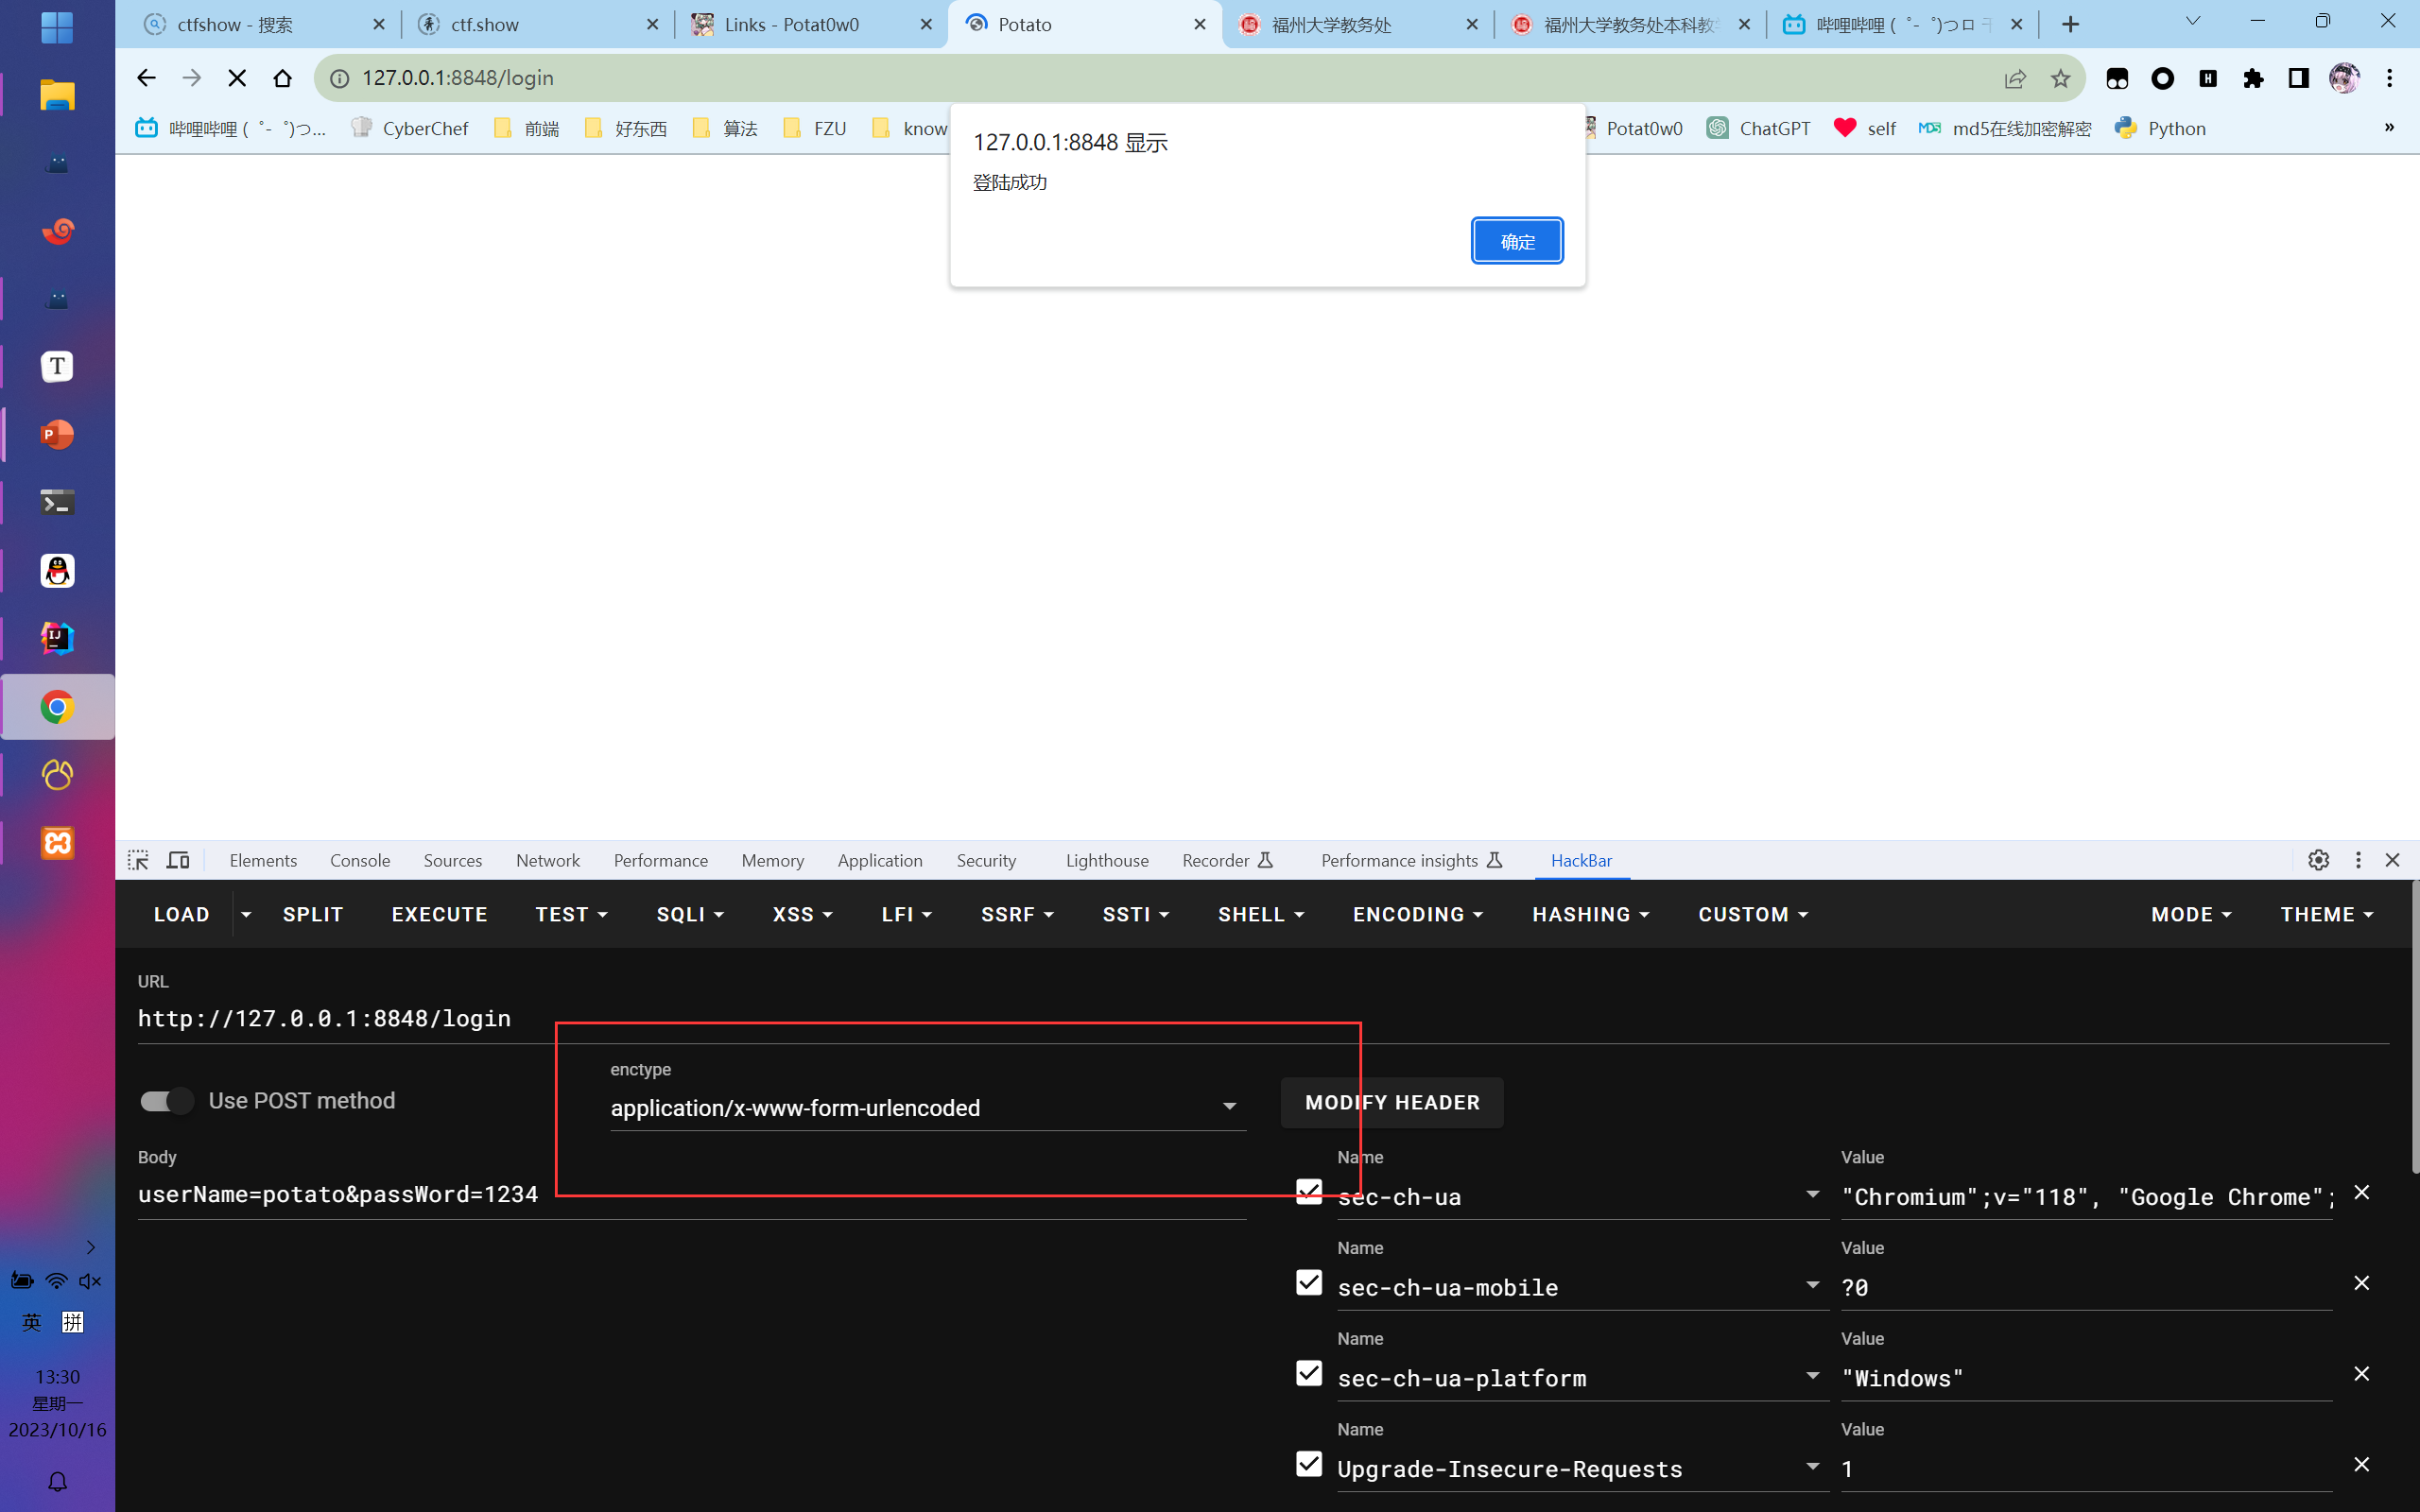 ctfshow - 搜索
ctf.show
Links - Potat0w0
Potato
福州大学教务处
福州大学教务处本科教学
哔哩哔哩 ( ゜- ゜)つロ
127.0.0.1:8848/login
哔哩哔哩 ( ゜- ゜)つ...
CyberChef
前端
好东西
算法
FZU
know
Potat0w0
ChatGPT
self
MD5
md5在线加密解密
Python
»
127.0.0.1:8848 显示
登陆成功
确定
Elements Console Sources Network Performance Memory Application Security Lighthouse Recorder Performance insights HackBar
LOAD SPLIT EXECUTE TEST SQLI XSS LFI SSRF SSTI SHELL ENCODING HASHING CUSTOM MODE THEME
URL
http://127.0.0.1:8848/login
Use POST method
enctype
application/x-www-form-urlencoded
MODIFY HEADER
Body
userName=potato&passWord=1234
Name Value
sec-ch-ua "Chromium";v="118", "Google Chrome";
Name Value
sec-ch-ua-mobile ?0
Name Value
sec-ch-ua-platform "Windows"
Name Value
Upgrade-Insecure-Requests 1
英 拼
13:30
星期一
2023/10/16